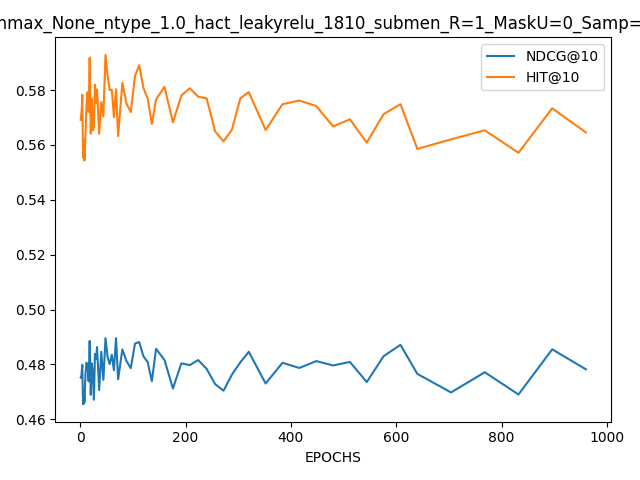 nmax_None_ntype_1.0_hact_leakyrelu_1810_submen_R=1_MaskU=0_Samp=
NDCG@10
HIT@10
0.58
0.56
0.54
0.52
0.50
0.48
0.46
0 200 400 600 800 1000
EPOCHS